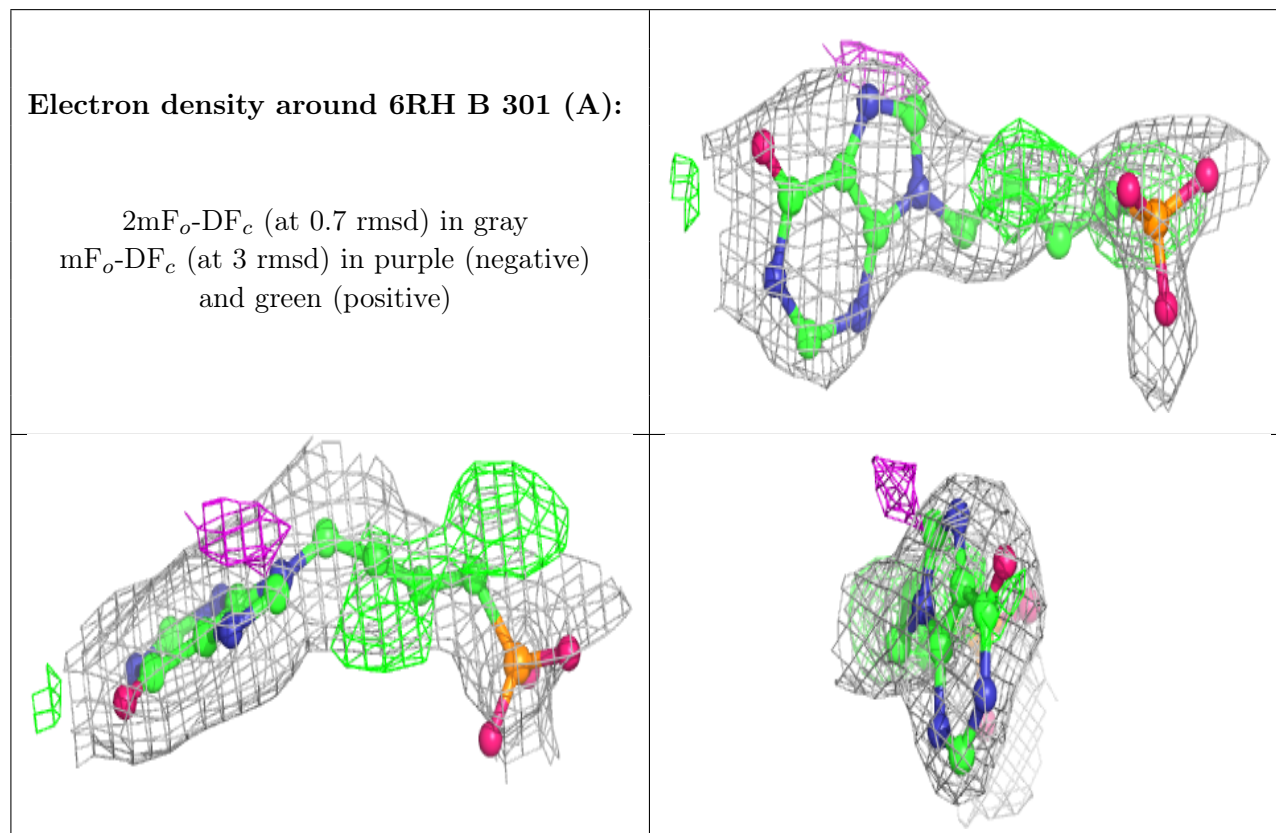 Electron density around 6RH B 301 (A):
2mFo-DFc (at 0.7 rmsd) in gray
mFo-DFc (at 3 rmsd) in purple (negative)
and green (positive)